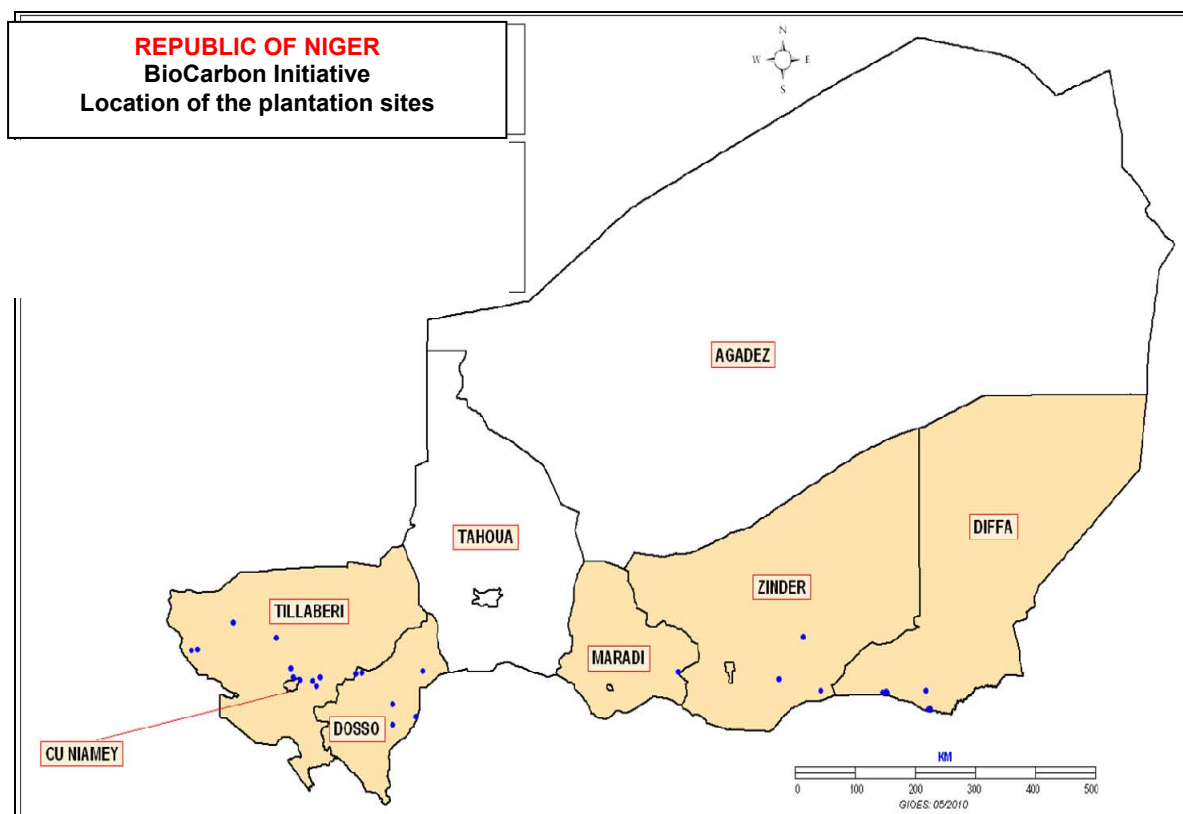 REPUBLIC OF NIGER
BioCarbon Initiative
Location of the plantation sites
N
W E
S
AGADEZ
TAHOUA
DIFFA
ZINDER
TILLABERI
MARADI
DOSSO
CU NIAMEY
KM
0 100 200 300 400 500
GIOES: 05/2010